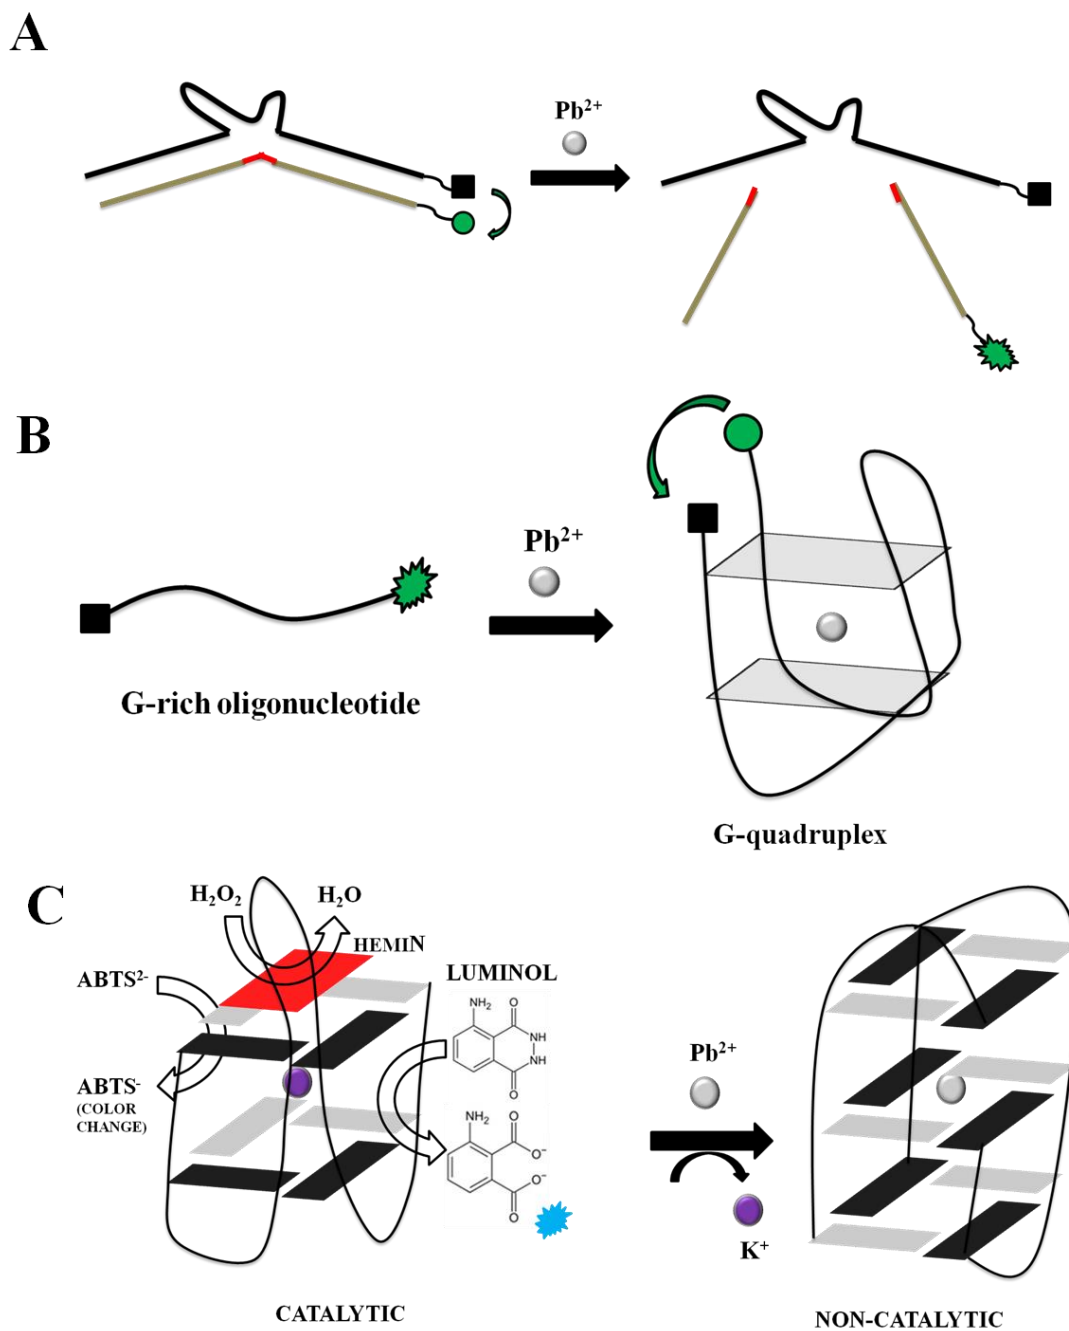 A
Pb²⁺
B
Pb²⁺
G-rich oligonucleotide
G-quadruplex
C
H₂O₂
H₂O
HEMIN
ABTS²⁻
LUMINOL
NH₂
O
NH
NH
O
Pb²⁺
ABTS⁻
(COLOR
CHANGE)
NH₂
O
O⁻
O⁻
O
K⁺
CATALYTIC
NON-CATALYTIC